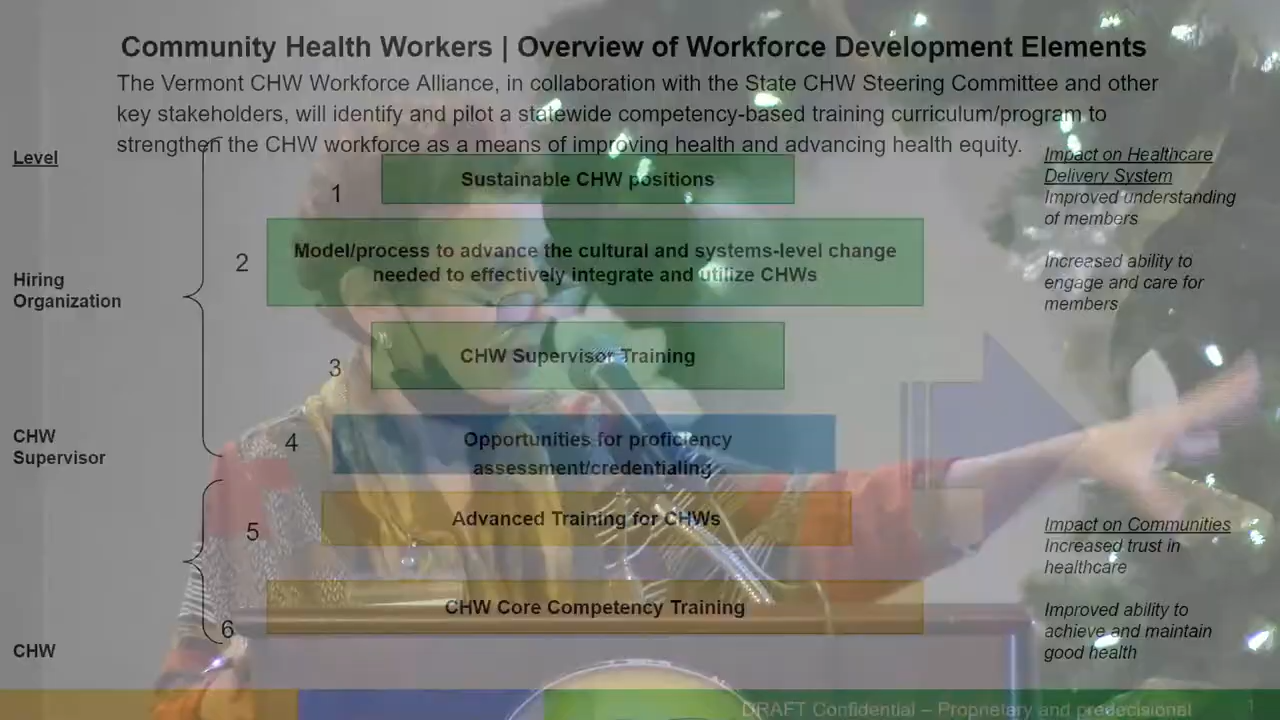 Community Health Workers | Overview of Workforce Development Elements
The Vermont CHW Workforce Alliance, in collaboration with the State CHW Steering Committee and other
key stakeholders, will identify and pilot a statewide competency-based training curriculum/program to
strengthen the CHW workforce as a means of improving health and advancing health equity.
Level
1
Sustainable CHW positions
2
Model/process to advance the cultural and systems-level change
needed to effectively integrate and utilize CHWs
Hiring
Organization
3
CHW Supervisor Training
CHW
Supervisor
4
Opportunities for proficiency
assessment/credentialing
5
Advanced Training for CHWs
6
CHW Core Competency Training
CHW
Impact on Healthcare
Delivery System
Improved understanding
of members
Increased ability to
engage and care for
members
Impact on Communities
Increased trust in
healthcare
Improved ability to
achieve and maintain
good health
DRAFT Confidential – Proprietary and predecisional
1